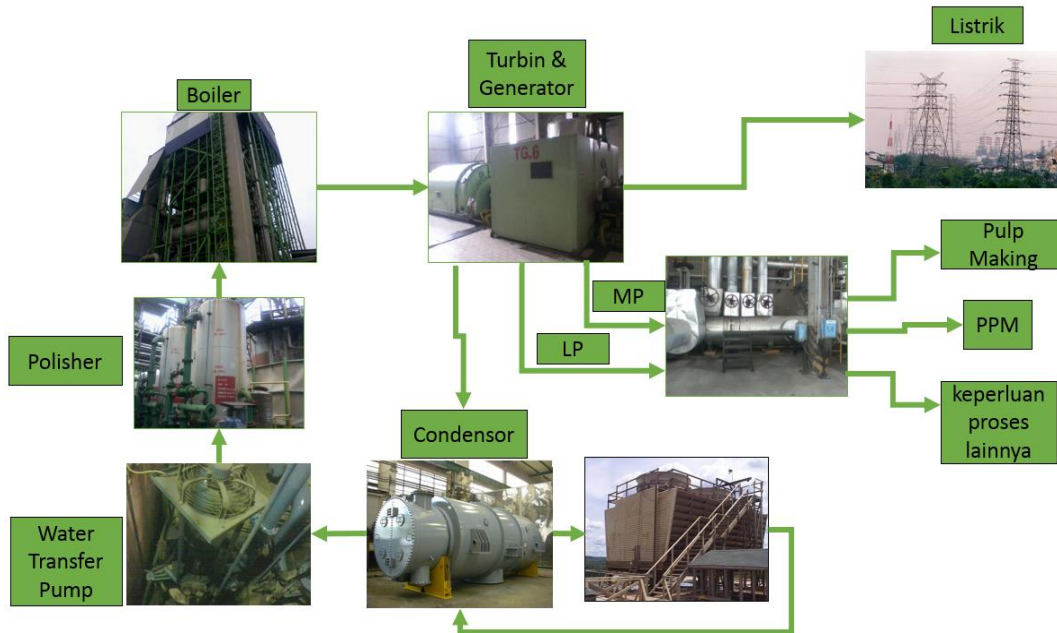 Listrik
Turbin &
Generator
Boiler
TG.6
Pulp
Making
MP
PPM
LP
Polisher
keperluan
proses
lainnya
Condensor
Water
Transfer
Pump